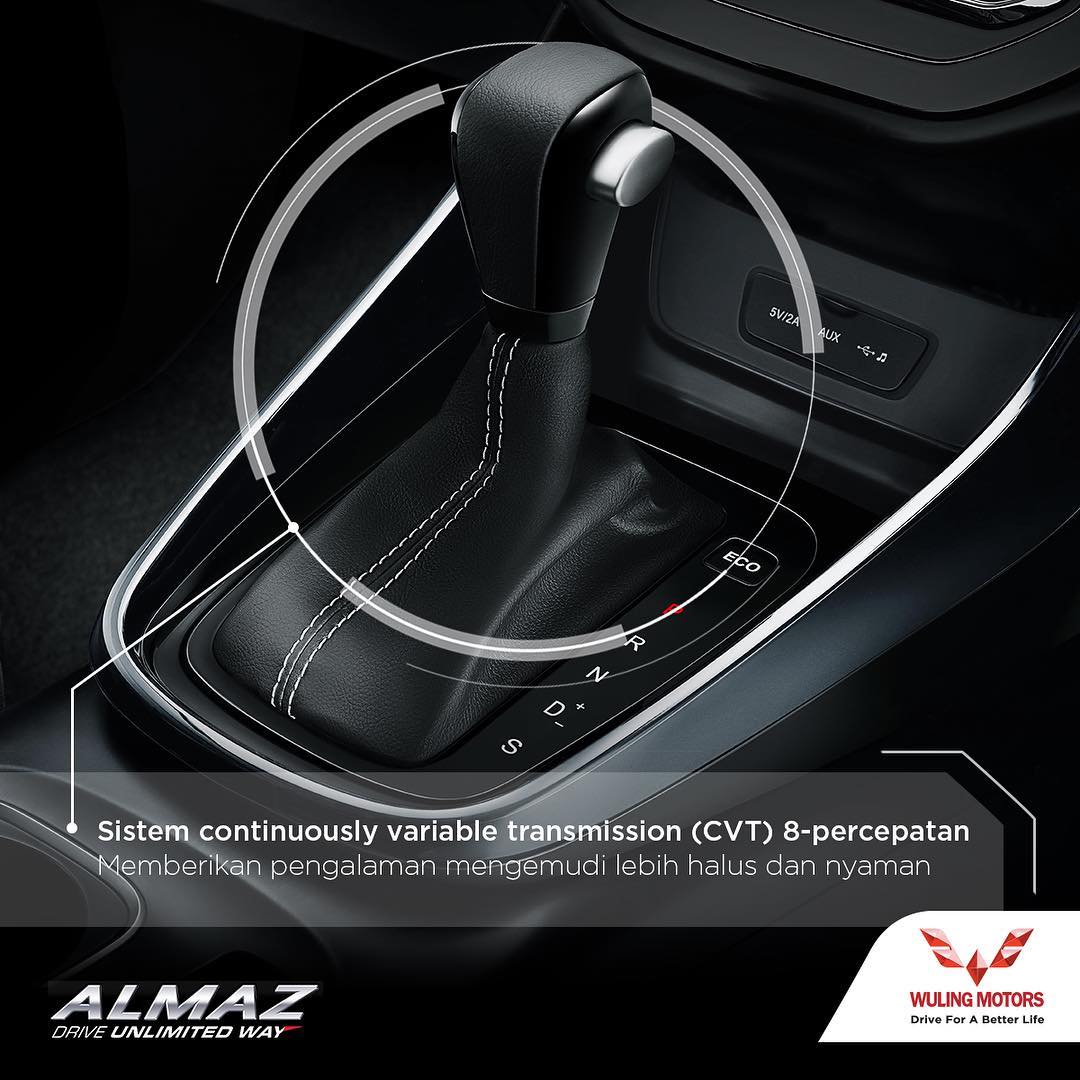 5V/2A AUX
ECO
P
R
N
D + -
S
Sistem continuously variable transmission (CVT) 8-percepatan
Memberikan pengalaman mengemudi lebih halus dan nyaman
ALMAZ
DRIVE UNLIMITED WAY
WULING MOTORS
Drive For A Better Life